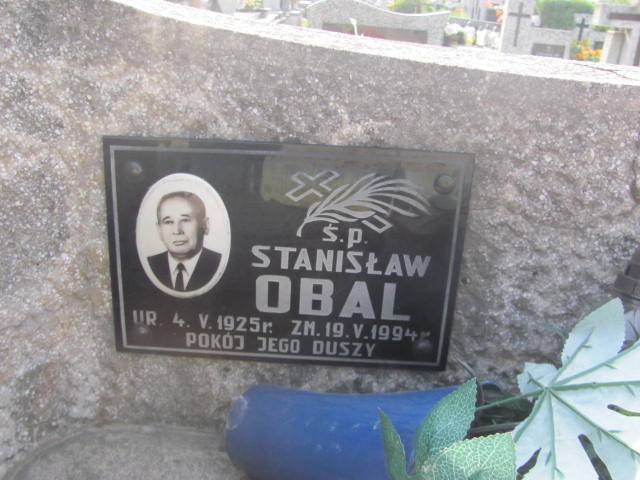 ś.p.
STANISŁAW
OBAL
UR. 4. V. 1925r. ZM. 19. V. 1994r
POKÓJ JEGO DUSZY